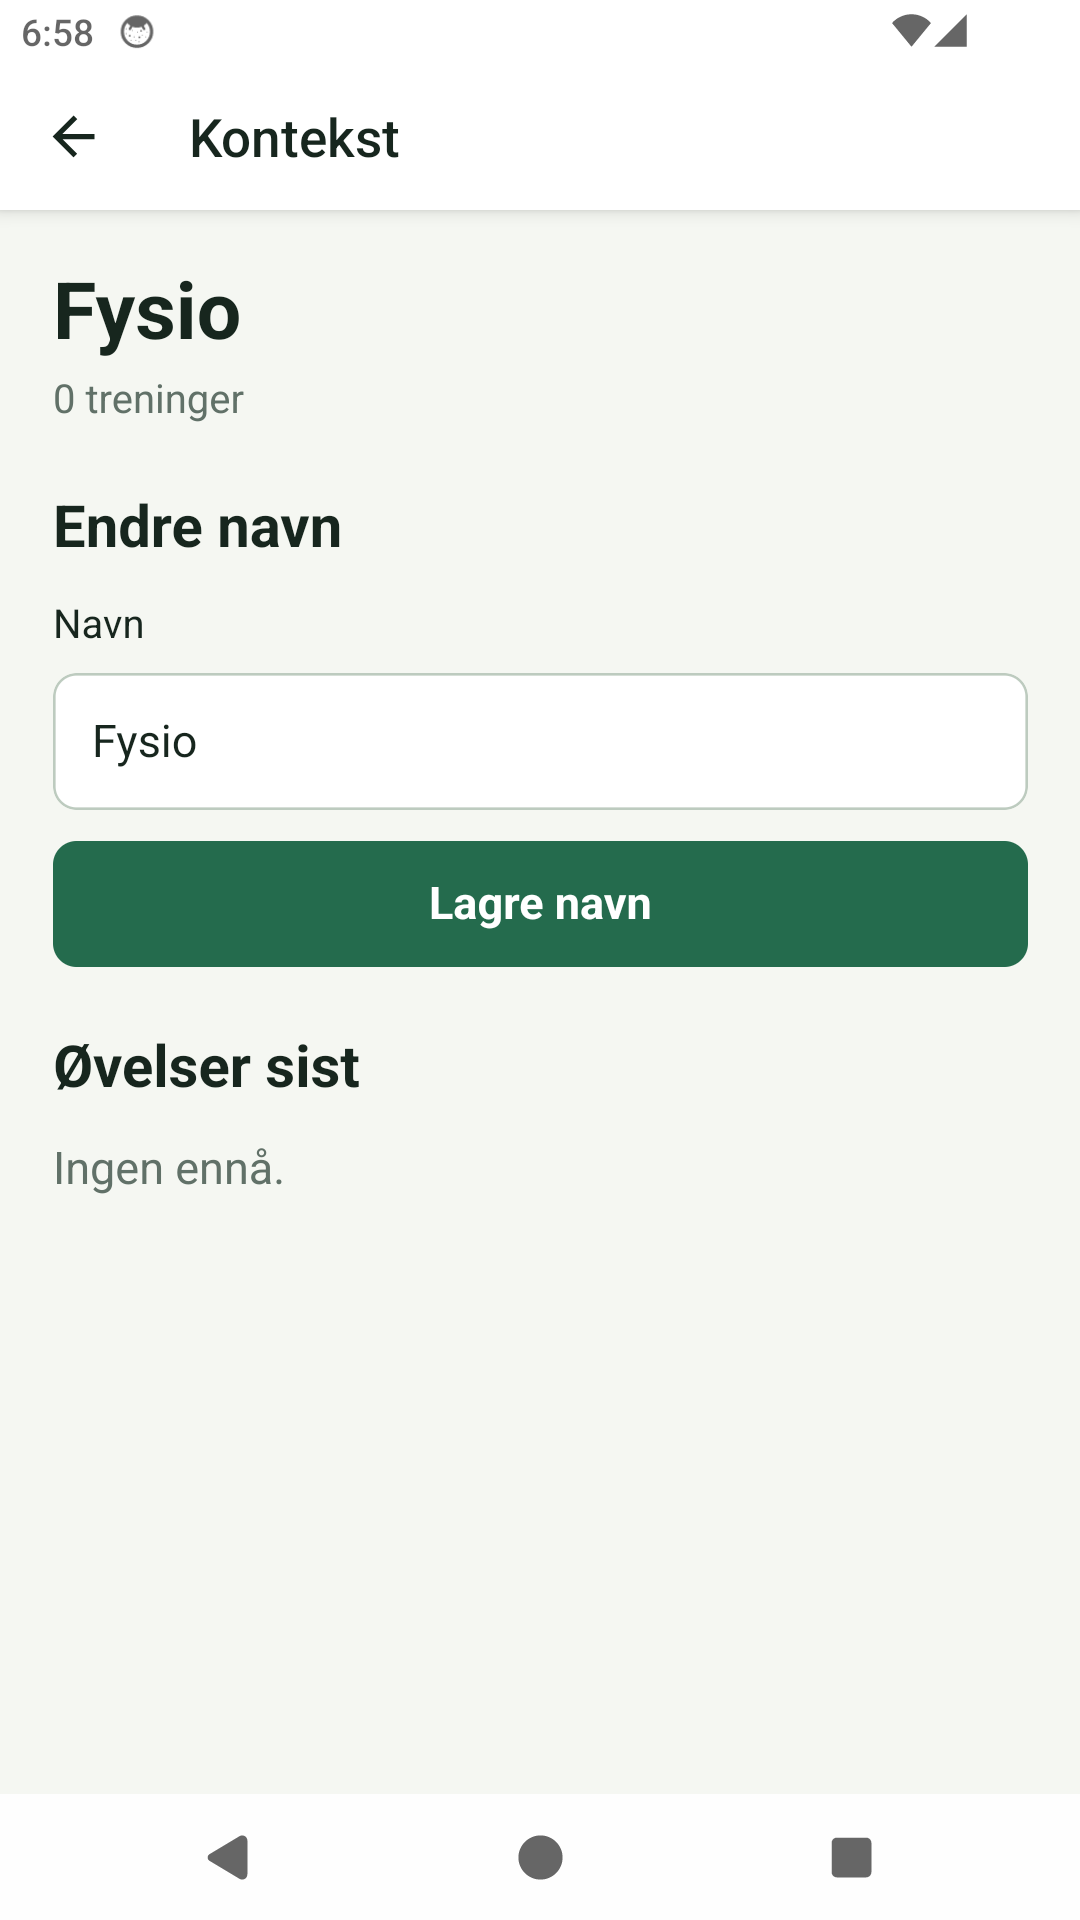 6:58
Kontekst
Fysio
0 treninger
Endre navn
Navn
Fysio
Lagre navn
Øvelser sist
Ingen ennå.